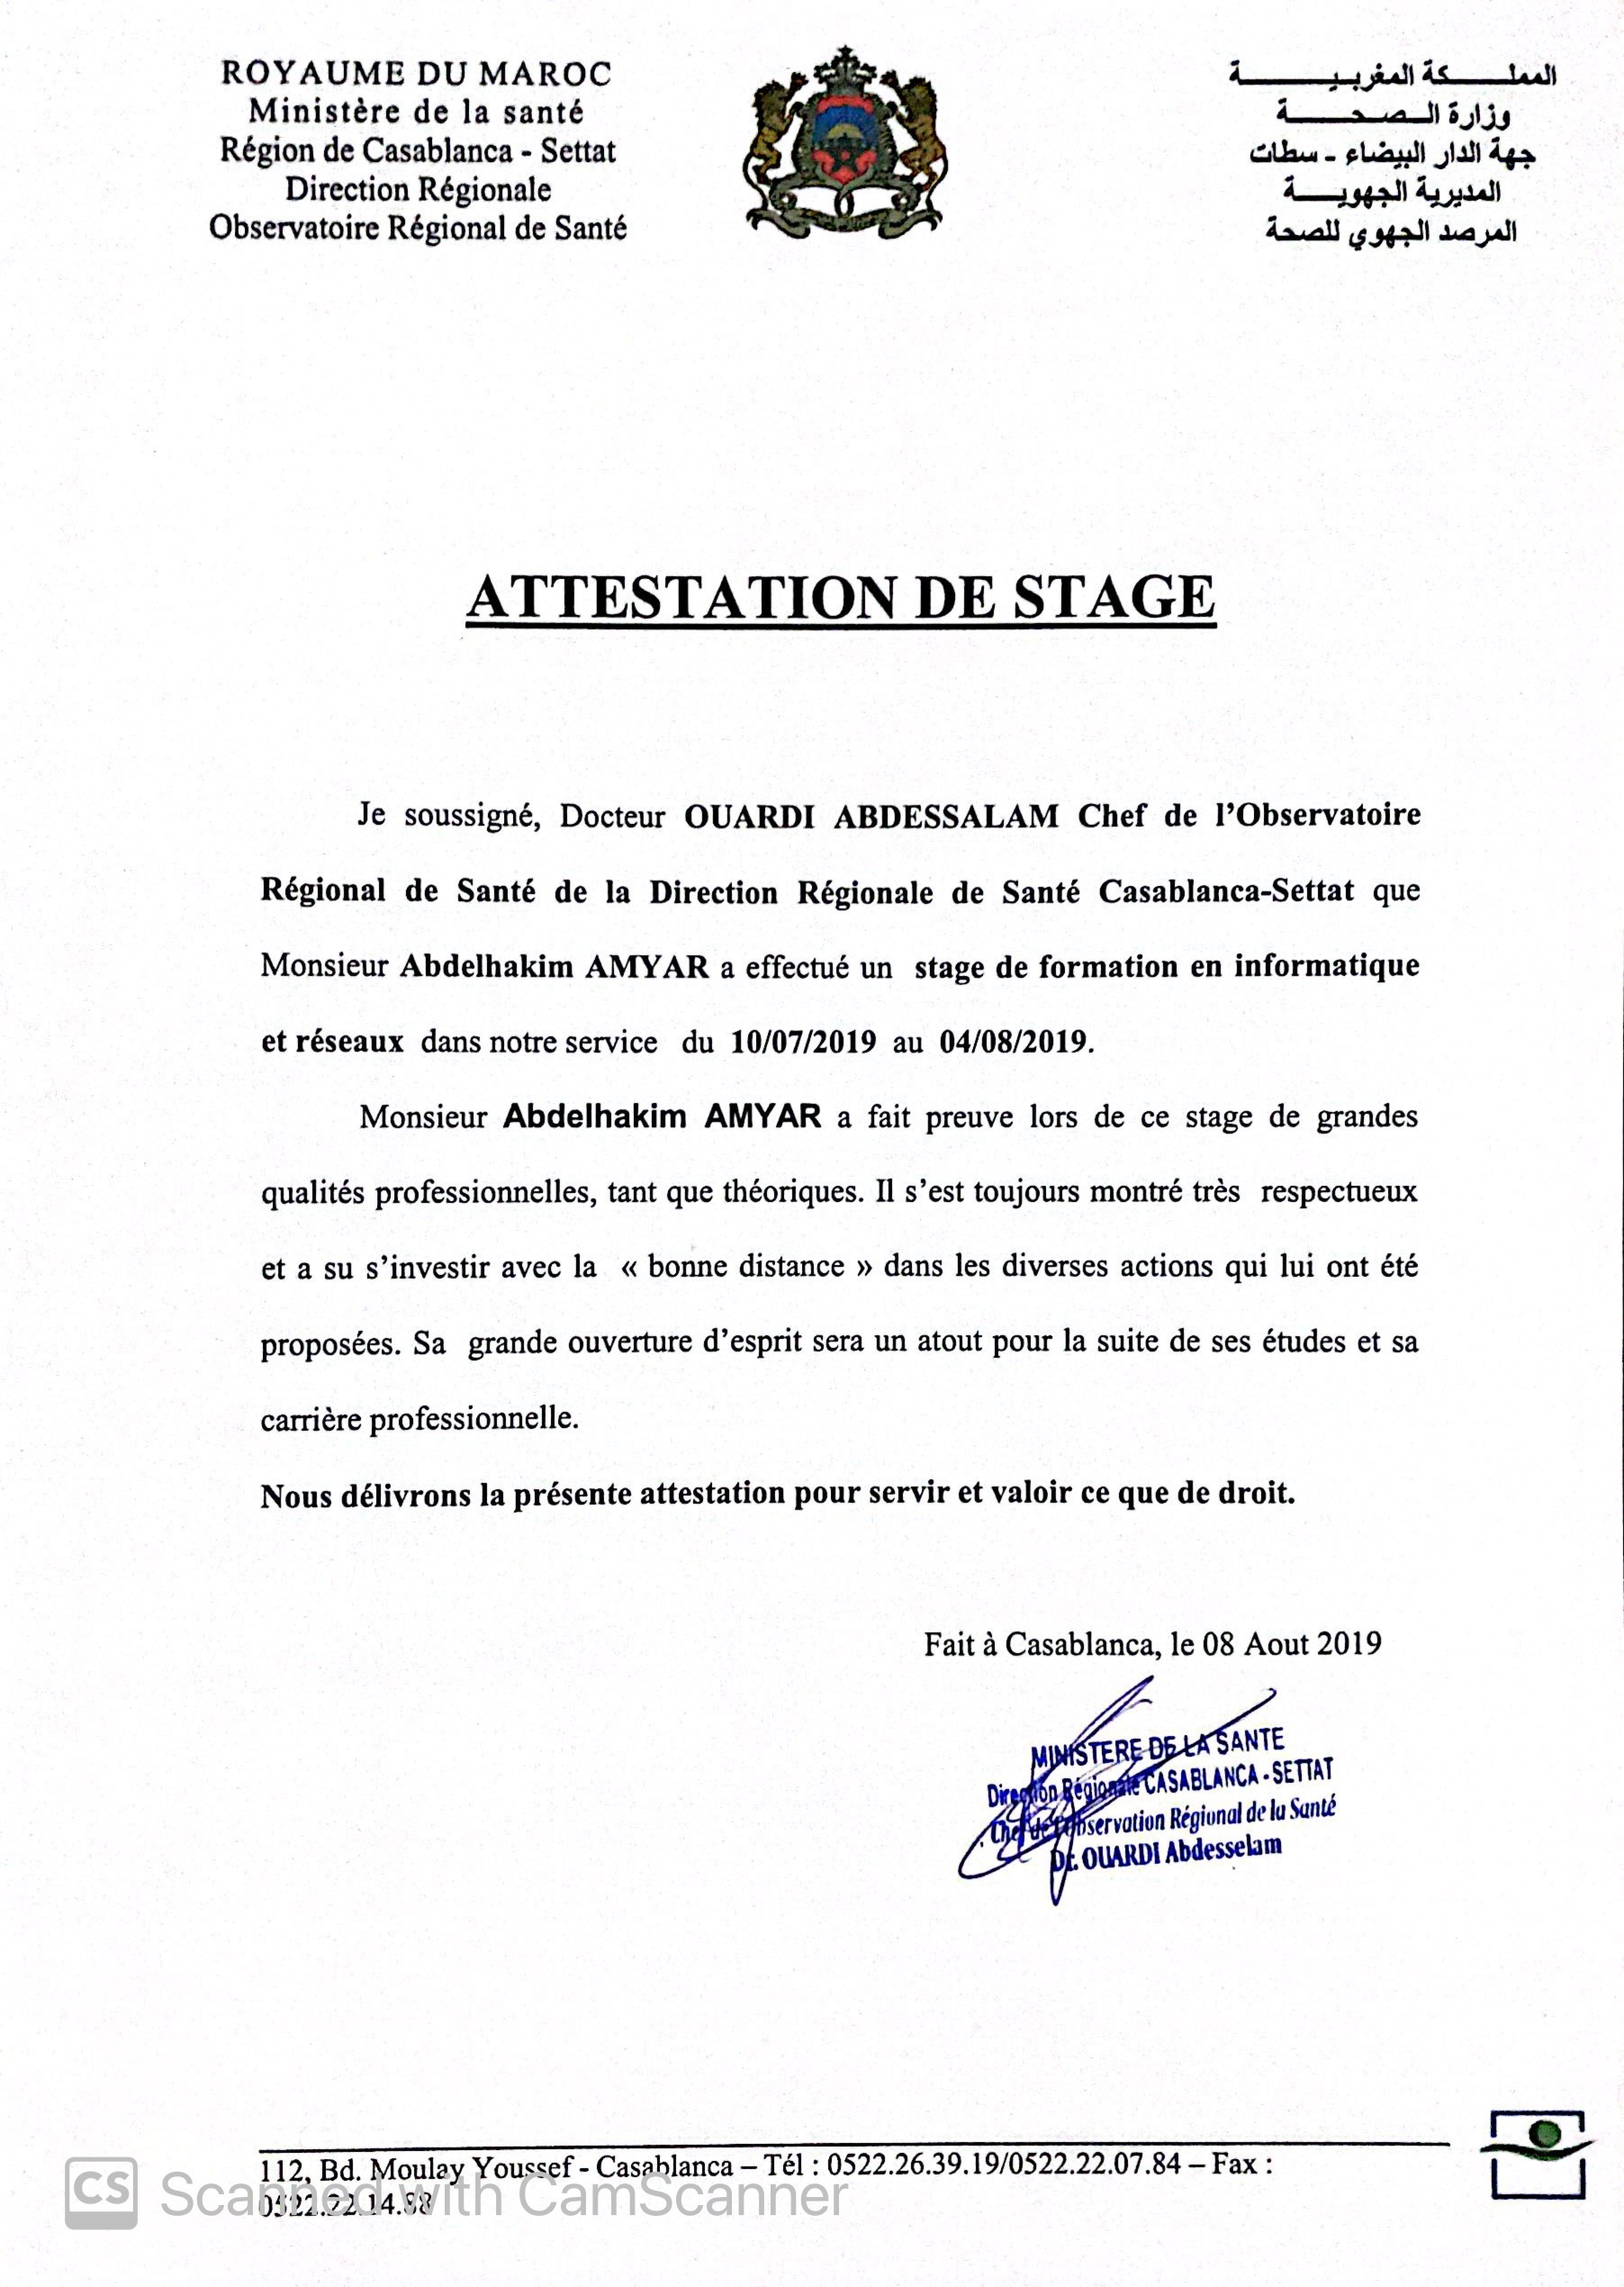 ROYAUME DU MAROC
Ministère de la santé
Région de Casablanca - Settat
Direction Régionale
Observatoire Régional de Santé
المملكة المغربية
وزارة الصحة
جهة الدار البيضاء - سطات
المديرية الجهوية
المرصد الجهوي للصحة
ATTESTATION DE STAGE
Je soussigné, Docteur OUARDI ABDESSALAM Chef de l'Observatoire
Régional de Santé de la Direction Régionale de Santé Casablanca-Settat que
Monsieur Abdelhakim AMYAR a effectué un stage de formation en informatique
et réseaux dans notre service du 10/07/2019 au 04/08/2019.
Monsieur Abdelhakim AMYAR a fait preuve lors de ce stage de grandes
qualités professionnelles, tant que théoriques. Il s'est toujours montré très respectueux
et a su s'investir avec la « bonne distance » dans les diverses actions qui lui ont été
proposées. Sa grande ouverture d'esprit sera un atout pour la suite de ses études et sa
carrière professionnelle.
Nous délivrons la présente attestation pour servir et valoir ce que de droit.
Fait à Casablanca, le 08 Aout 2019
MINISTERE DE LA SANTE
Direction Régionale CASABLANCA - SETTAT
Chef de l'Observation Régional de la Santé
Dr. OUARDI Abdesselam
112, Bd. Moulay Youssef - Casablanca – Tél : 0522.26.39.19/0522.22.07.84 – Fax :
0522.22.14.88
CS Scanned with CamScanner